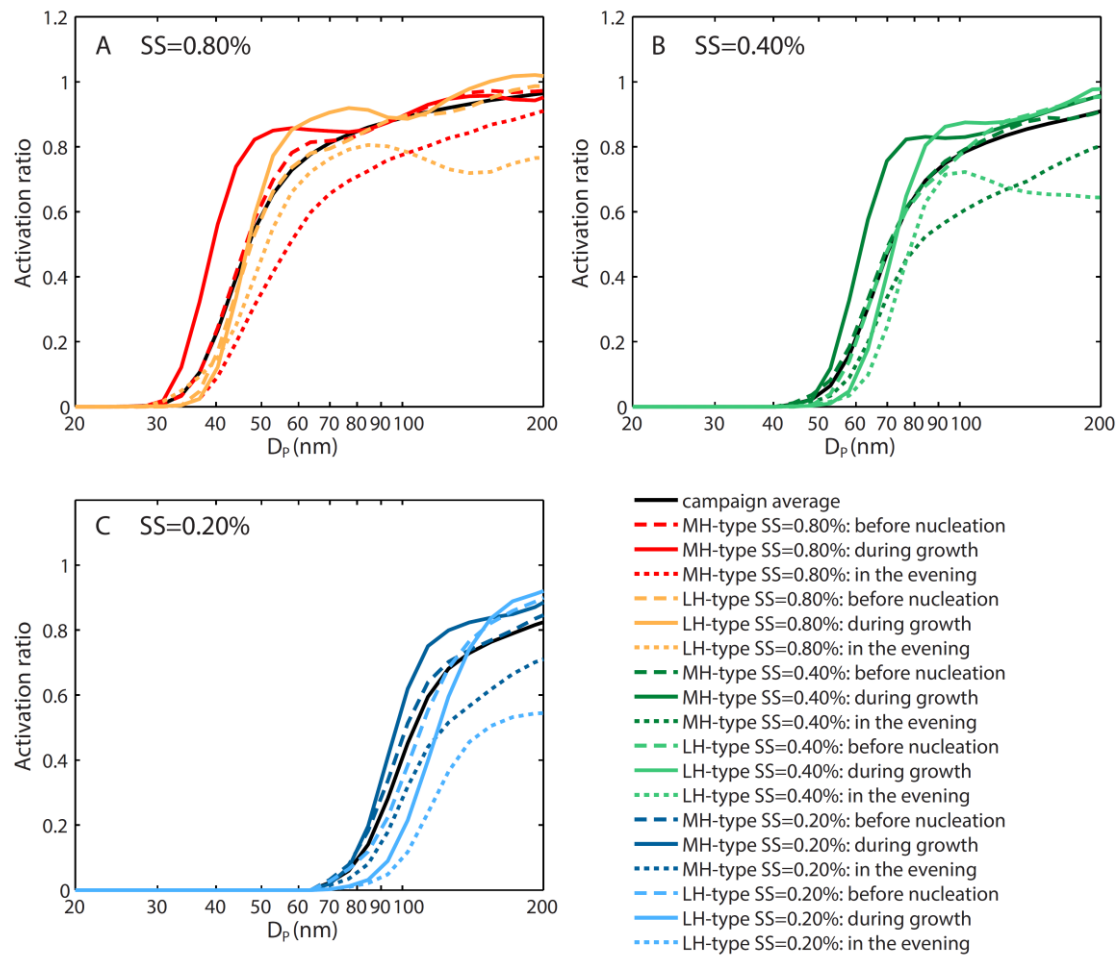 A SS=0.80%
Activation ratio
1.2
1
0.8
0.6
0.4
0.2
0
20 30 40 50 60 70 80 90 100 200
Dₚ (nm)
B SS=0.40%
Activation ratio
1.2
1
0.8
0.6
0.4
0.2
0
20 30 40 50 60 70 80 90 100 200
Dₚ (nm)
C SS=0.20%
Activation ratio
1
0.8
0.6
0.4
0.2
0
20 30 40 50 60 70 80 90 100 200
Dₚ (nm)
campaign average
MH-type SS=0.80%: before nucleation
MH-type SS=0.80%: during growth
MH-type SS=0.80%: in the evening
LH-type SS=0.80%: before nucleation
LH-type SS=0.80%: during growth
LH-type SS=0.80%: in the evening
MH-type SS=0.40%: before nucleation
MH-type SS=0.40%: during growth
MH-type SS=0.40%: in the evening
LH-type SS=0.40%: before nucleation
LH-type SS=0.40%: during growth
LH-type SS=0.40%: in the evening
MH-type SS=0.20%: before nucleation
MH-type SS=0.20%: during growth
MH-type SS=0.20%: in the evening
LH-type SS=0.20%: before nucleation
LH-type SS=0.20%: during growth
LH-type SS=0.20%: in the evening